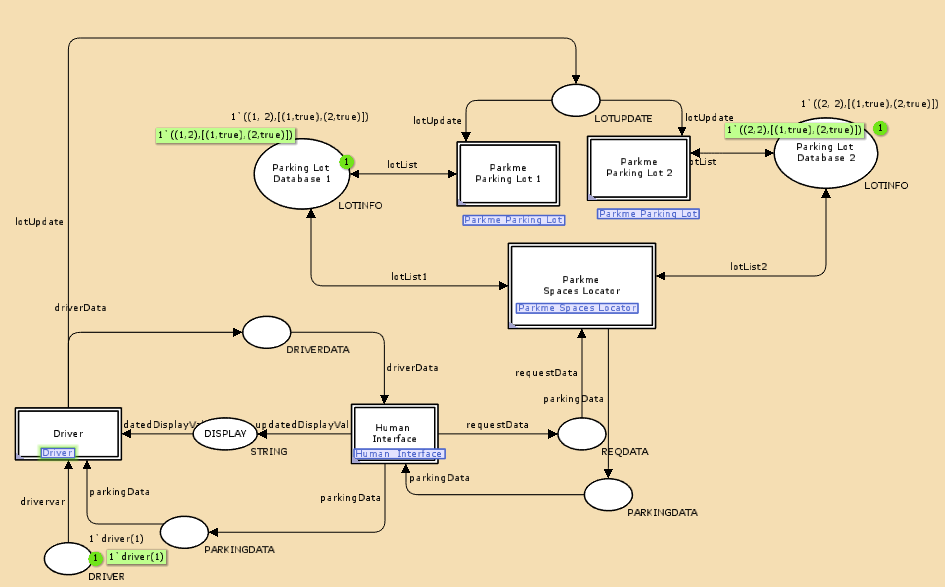 1`((1, 2),[(1,true),(2,true)])
1`((2, 2),[(1,true),(2,true)])
LOTUPDATE
lotUpdate
lotUpdate
1`((1,2),[(1,true),(2,true)])
1`((2,2),[(1,true),(2,true)])
1
1
Parking Lot
Database 1
LOTINFO
lotList
Parkme
Parking Lot 1
Parkme Parking Lot
Parkme
Parking Lot 2
Parkme Parking Lot
otList
Parking Lot
Database 2
LOTINFO
lotUpdate
lotList1
Parkme
Spaces Locator
Parkme Spaces Locator
lotList2
driverData
DRIVERDATA
driverData
requestData
parkingData
Driver
Driver
datedDisplayVal
DISPLAY
STRING
updatedDisplayVal
Human
Interface
Human Interface
requestData
REQDATA
parkingData
PARKINGDATA
drivervar
parkingData
parkingData
PARKINGDATA
1`driver(1)
1
1`driver(1)
DRIVER